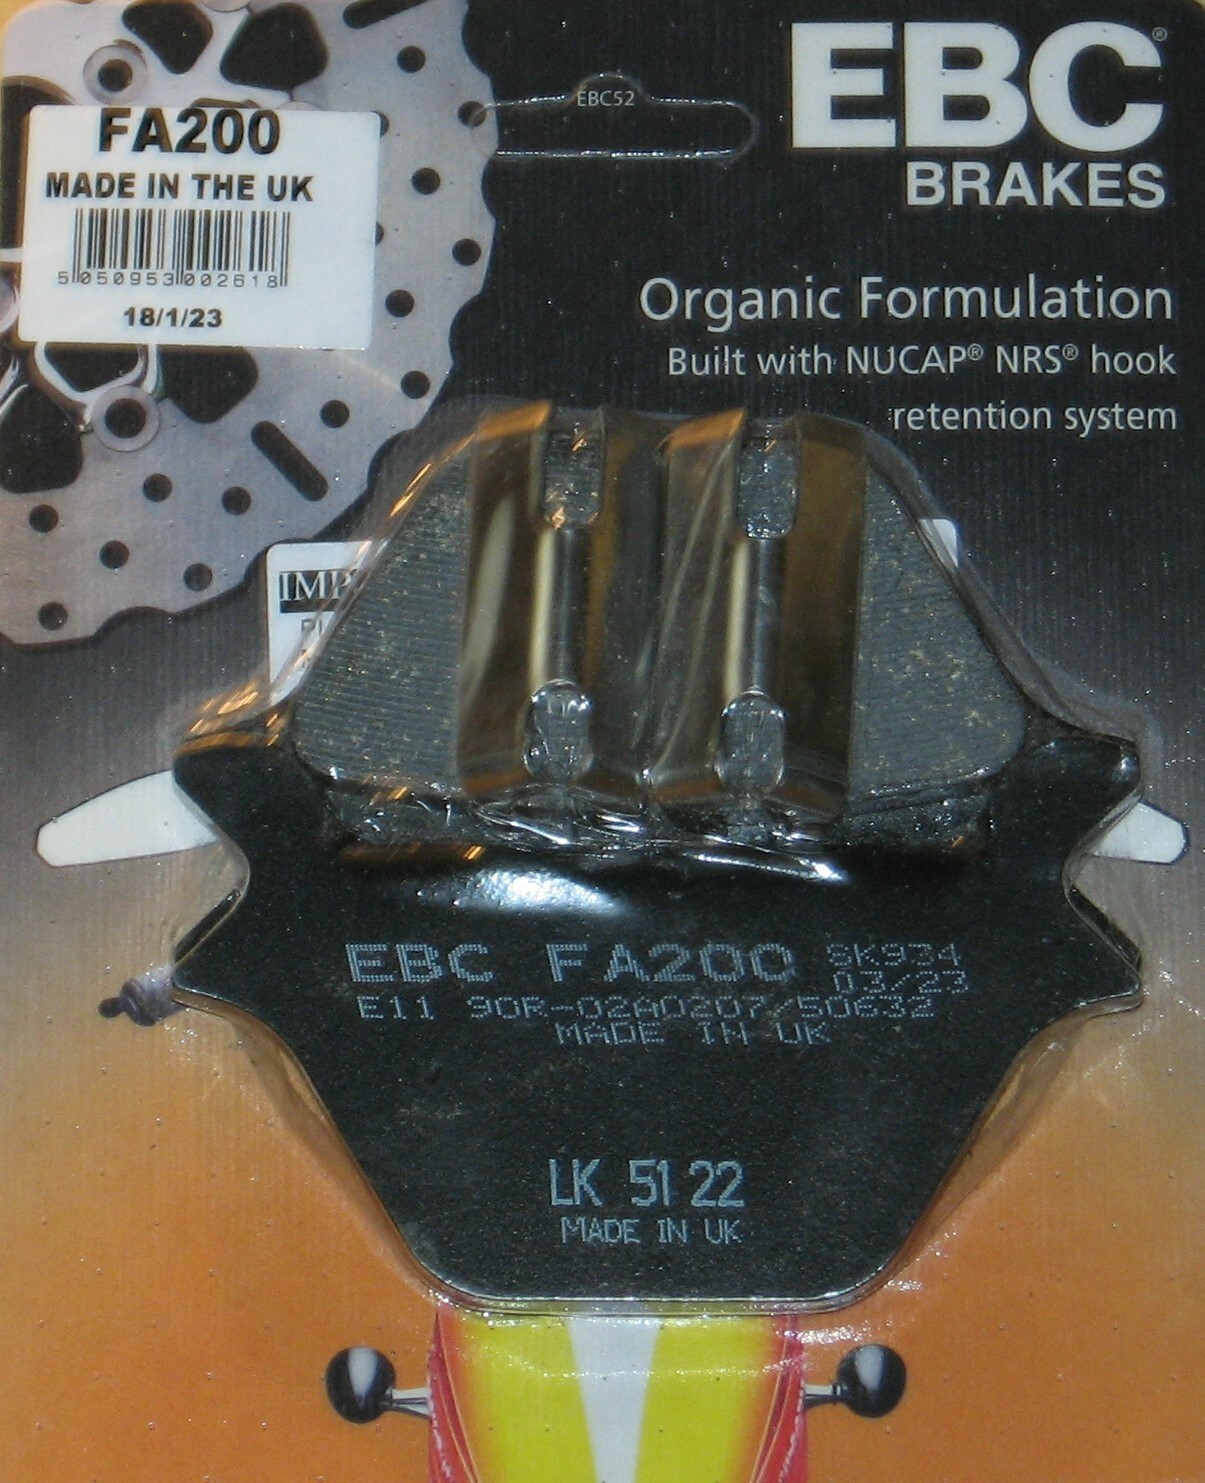 EBC®
BRAKES
EBC52
FA200
MADE IN THE UK
5 050953 002618
18/1/23
Organic Formulation
Built with NUCAP® NRS® hook
retention system
IMP
EBC FA200 SK934
03/23
E11 90R-02A0207/50632
MADE IN UK
LK 51 22
MADE IN UK